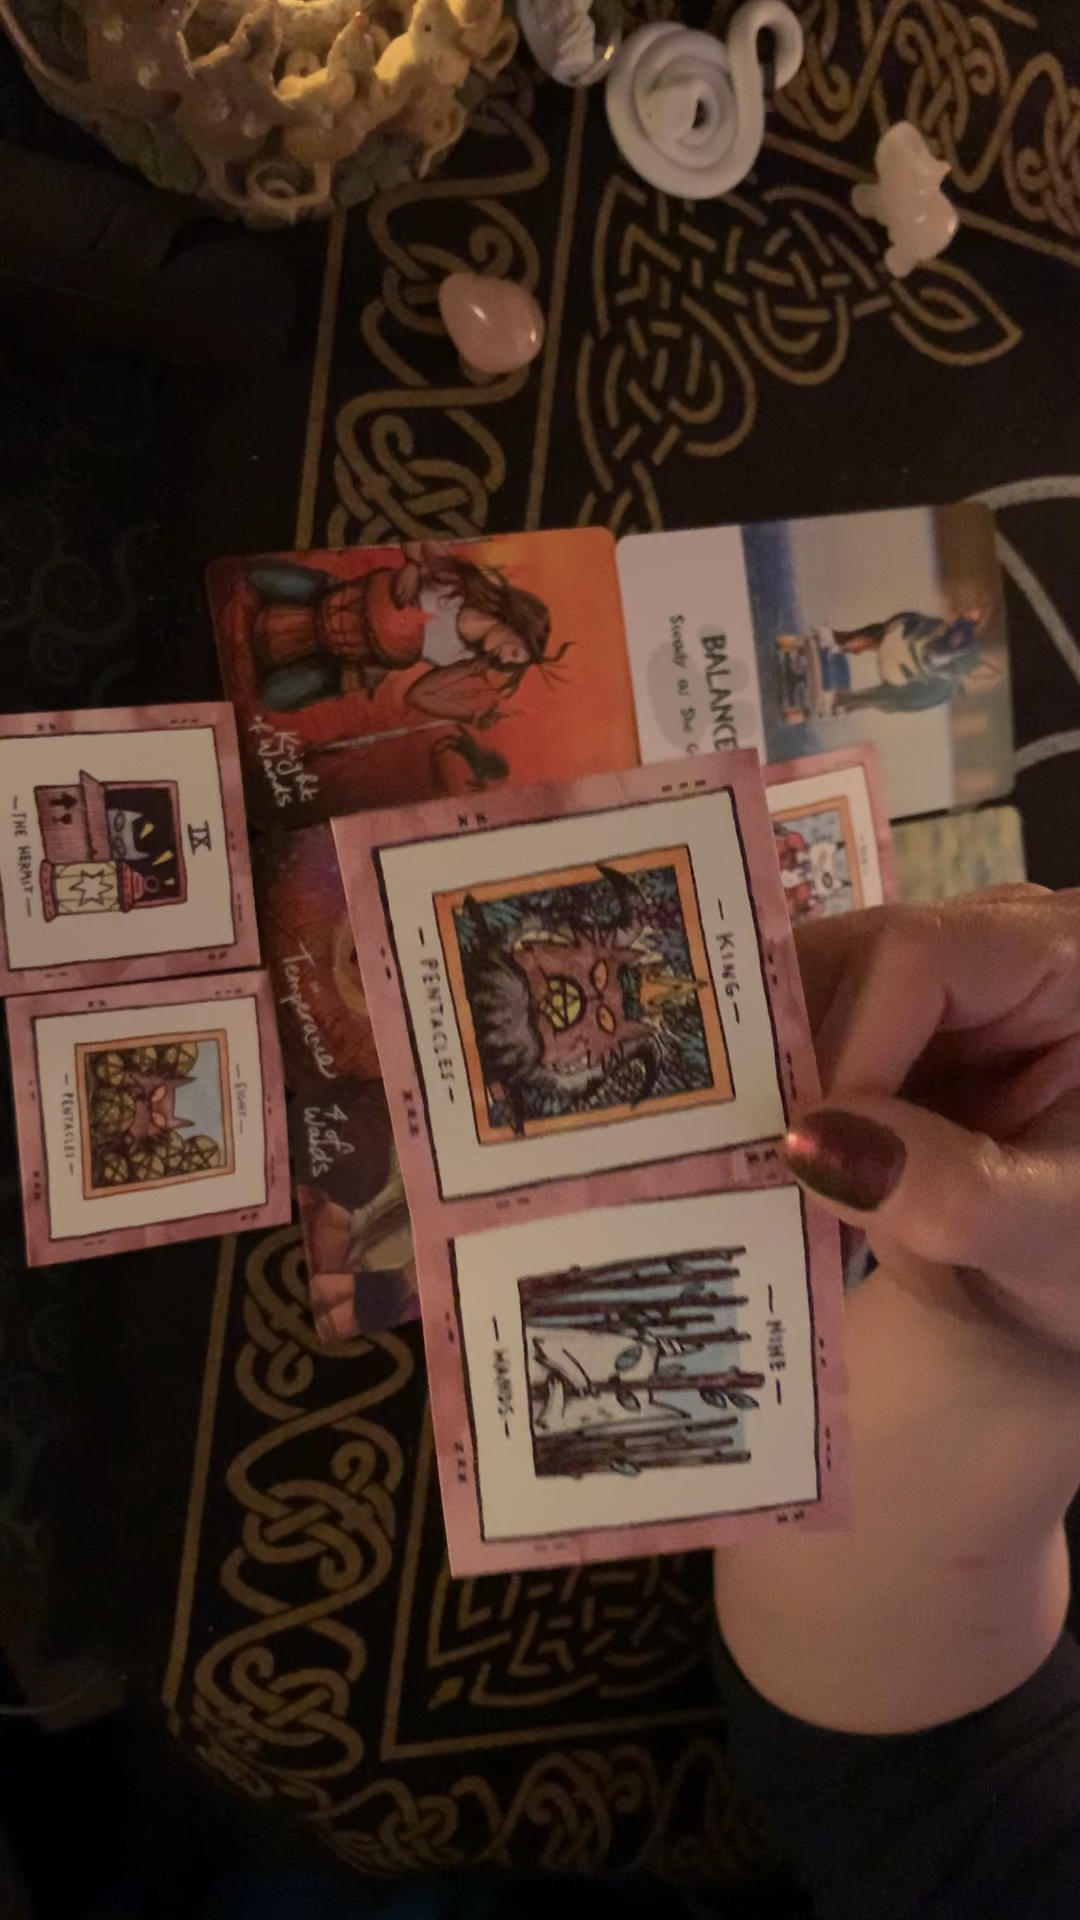 Knight
of Wands
BALANCE
Steady as She G
IX
— THE HERMIT —
— EIGHT —
— PENTACLES —
Temperance
4 of
Wands
— KING —
— PENTACLES —
— NINE —
— WANDS —